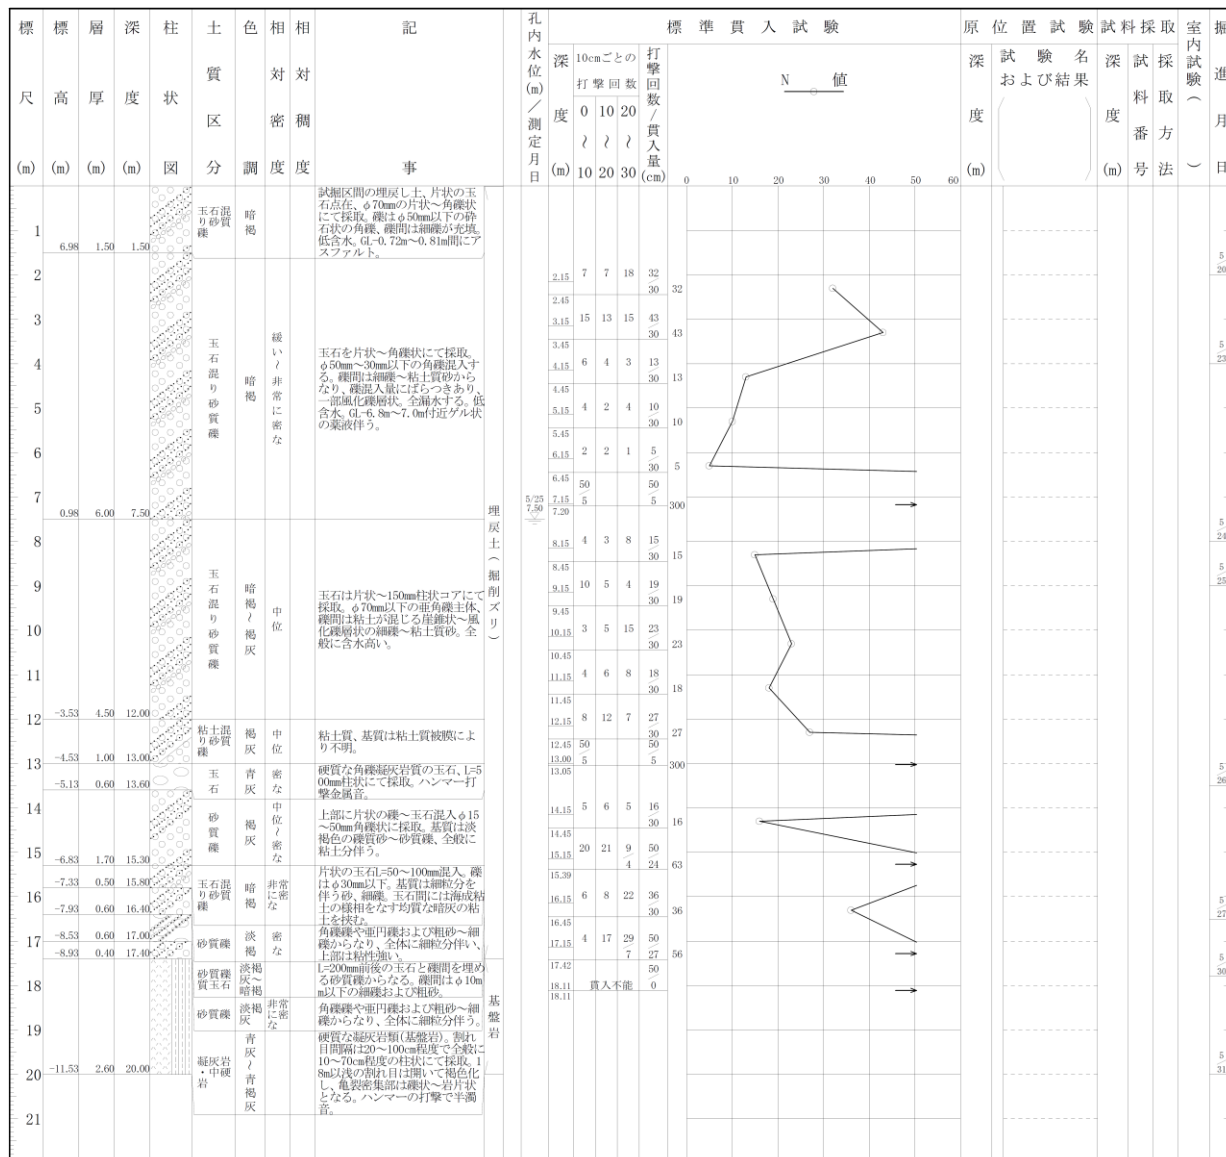 標尺(m)
標高(m)
層厚(m)
深度(m)
柱状図
土質区分
色調
相対密度
相対稠度
記事
孔内水位(m)／測定月日
標準貫入試験
深度(m)
10cmごとの
打撃回数
0～10
10～20
20～30
打撃回数／貫入量(cm)
N 値
0 10 20 30 40 50 60
原位置試験
深度(m)
試験名
および結果
試料採取
深度(m)
試料番号
採取方法
室内試験()
掘進月日
1
6.98 1.50 1.50
玉石混
り砂質
礫
暗褐
試掘区間の埋戻し土、片状の玉
石点在、φ70mmの片状～角礫状
にて採取。礫はφ50mm以下の砕
石状の角礫、礫間は細礫が充填。
低含水。GL-0.72m～0.81m間にア
スファルト。
2
3
4
5
6
7
0.98 6.00 7.50
玉石混り砂質礫
暗褐
緩い～非常に密な
玉石を片状～角礫状にて採取。
φ50mm～30mm以下の角礫混入す
る。礫間は細礫～粘土質砂から
なり、礫混入量にばらつきあり、
一部風化礫層状。全漏水する。低
含水。GL-6.8m～7.0m付近ゲル状
の薬液伴う。
8
9
10
11
12
-3.53 4.50 12.00
玉石混り砂質礫
暗褐～褐灰
中位
玉石は片状～150mm柱状コアにて
採取。φ70mm以下の亜角礫主体、
礫間は粘土が混じる崖錐状～風
化礫層状の細礫～粘土質砂。全
般に含水高い。
13
-4.53 1.00 13.00
粘土混
り砂質
礫
褐灰
中位
粘土質、基質は粘土質被膜によ
り不明。
-5.13 0.60 13.60
玉石
青灰
密な
硬質な角礫凝灰岩質の玉石、L=5
00mm柱状にて採取。ハンマー打
撃金属音。
14
15
-6.83 1.70 15.30
砂質礫
褐灰
中位～密な
上部に片状の礫～玉石混入φ15
～50mm角礫状に採取。基質は淡
褐色の礫質砂～砂質礫、全般に
粘土分伴う。
-7.33 0.50 15.80
16
-7.93 0.60 16.40
玉石混
り砂質
礫
暗褐
非常に密な
片状の玉石L=50～100mm混入。礫
はφ30mm以下。基質は細粒分を
伴う砂、細礫。玉石間には海成粘
土の様相をなす均質な暗灰の粘
土を挟む。
-8.53 0.60 17.00
17
-8.93 0.40 17.40
砂質礫
淡褐
密な
角礫礫や亜円礫および粗砂～細
礫からなり、全体に細粒分伴い、
上部は粘性強い。
18
砂質礫
質玉石
淡褐灰～暗褐
L=200mm前後の玉石と礫間を埋め
る砂質礫からなる。礫間はφ10m
m以下の細礫および粗砂。
砂質礫
淡褐灰
非常に密な
角礫礫や亜円礫および粗砂～細
礫からなり、全体に細粒分伴う。
19
20
-11.53 2.60 20.00
凝灰岩
・中硬
岩
青灰～青褐灰
硬質な凝灰岩類(基盤岩)。割れ
目間隔は20～100cm程度で全般に
10～70cm程度の柱状にて採取。1
8m以浅の割れ目は開いて褐色化
し、亀裂密集部は礫状～岩片状
となる。ハンマーの打撃で半濁
音。
21
埋戻土(掘削ズリ)
基盤岩
5/25
7.50
2.15 7 7 18 32/30 32
2.45
3.15 15 13 15 43/30 43
3.45
4.15 6 4 3 13/30 13
4.45
5.15 4 2 4 10/30 10
5.45
6.15 2 2 1 5/30 5
6.45
7.15 50/5 50/5 300
7.20
8.15 4 3 8 15/30 15
8.45
9.15 10 5 4 19/30 19
9.45
10.15 3 5 15 23/30 23
10.45
11.15 4 6 8 18/30 18
11.45
12.15 8 12 7 27/30 27
12.45
13.00 50/5 50/5 300
13.05
14.15 5 6 5 16/30 16
14.45
15.15 20 21 9/4 50/24 63
15.39
16.15 6 8 22 36/30 36
16.45
17.15 4 17 29/7 50/27 56
17.42
18.11 貫入不能 50/0
18.11
5/20
5/23
5/24
5/25
5/26
5/27
5/30
5/31